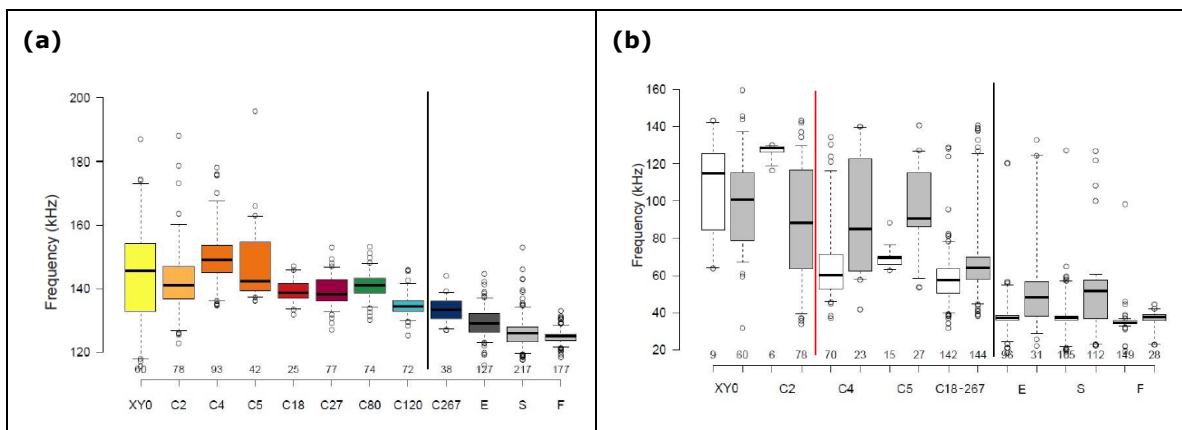 (a)
Frequency (kHz)
200
180
160
140
120
60 78 93 42 25 77 74 72 38 127 217 177
XY0 C2 C4 C5 C18 C27 C80 C120 C267 E S F
(b)
Frequency (kHz)
160
140
120
100
80
60
40
20
9 60 6 78 70 23 15 27 142 144 96 31 165 112 149 28
XY0 C2 C4 C5 C18-267 E S F